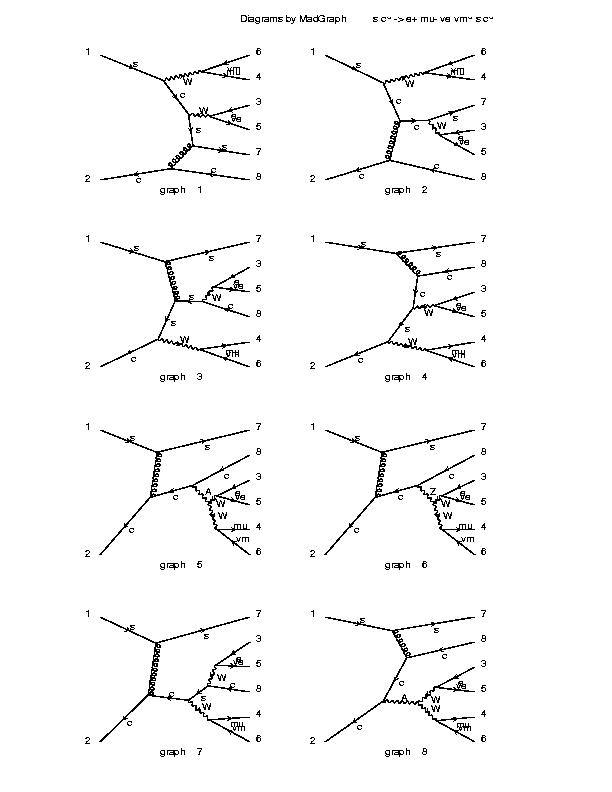 Diagrams by MadGraph s c~ -> e+ mu- ve vm~ s c~
1 s W 6 4 c W 3 e ve 5 s s 7 2 c c 8
graph 1
1 s W 6 4 c c s 7 W 3 e ve 5 2 c c 8
graph 2
1 s s 7 3 e ve 5 s W c 8 s W 4 2 c 6
graph 3
1 s s 7 c 8 c 3 e ve W 5 s W 4 2 c 6
graph 4
1 s s 7 8 c 3 A e ve W 5 c W mu 4 vm 2 c 6
graph 5
1 s s 7 8 c 3 Z e ve W 5 c W mu 4 vm 2 c 6
graph 6
1 s s 7 3 e ve 5 W c 8 c s W mu 4 vm 2 c 6
graph 7
1 s s 7 8 c 3 c e ve W 5 A W mu 4 vm 2 c 6
graph 8